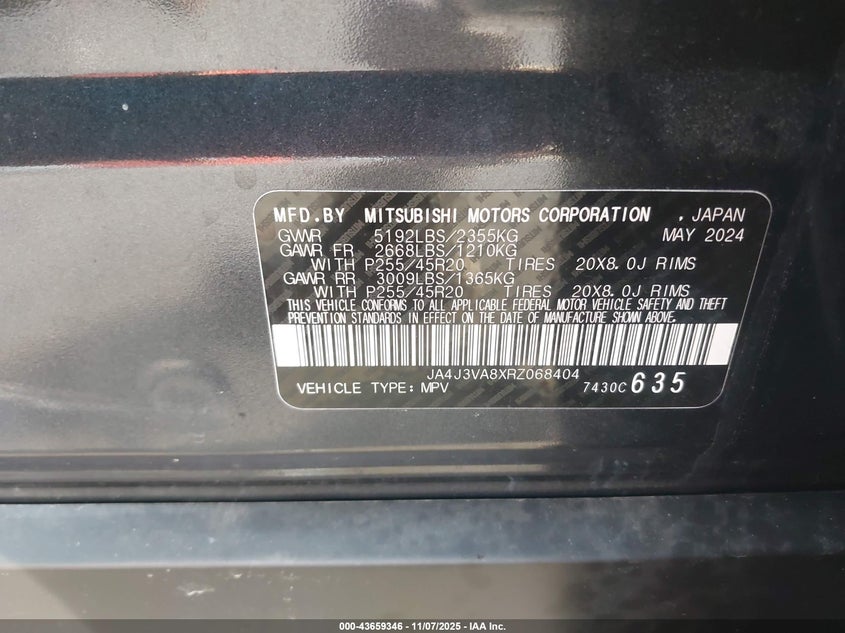 MFD.BY MITSUBISHI MOTORS CORPORATION , JAPAN
GVWR 5192LBS/2355KG MAY 2024
GAWR FR 2668LBS/1210KG
WITH P255/45R20 TIRES 20X8.0J RIMS
GAWR RR 3009LBS/1365KG
WITH P255/45R20 TIRES 20X8.0J RIMS
THIS VEHICLE CONFORMS TO ALL APPLICABLE FEDERAL MOTOR VEHICLE SAFETY AND THEFT
PREVENTION STANDARDS IN EFFECT ON THE DATE OF MANUFACTURE SHOWN ABOVE.
JA4J3VA8XRZ068404
VEHICLE TYPE: MPV 7430C 635
000-43659346 - 11/07/2025 - IAA Inc.